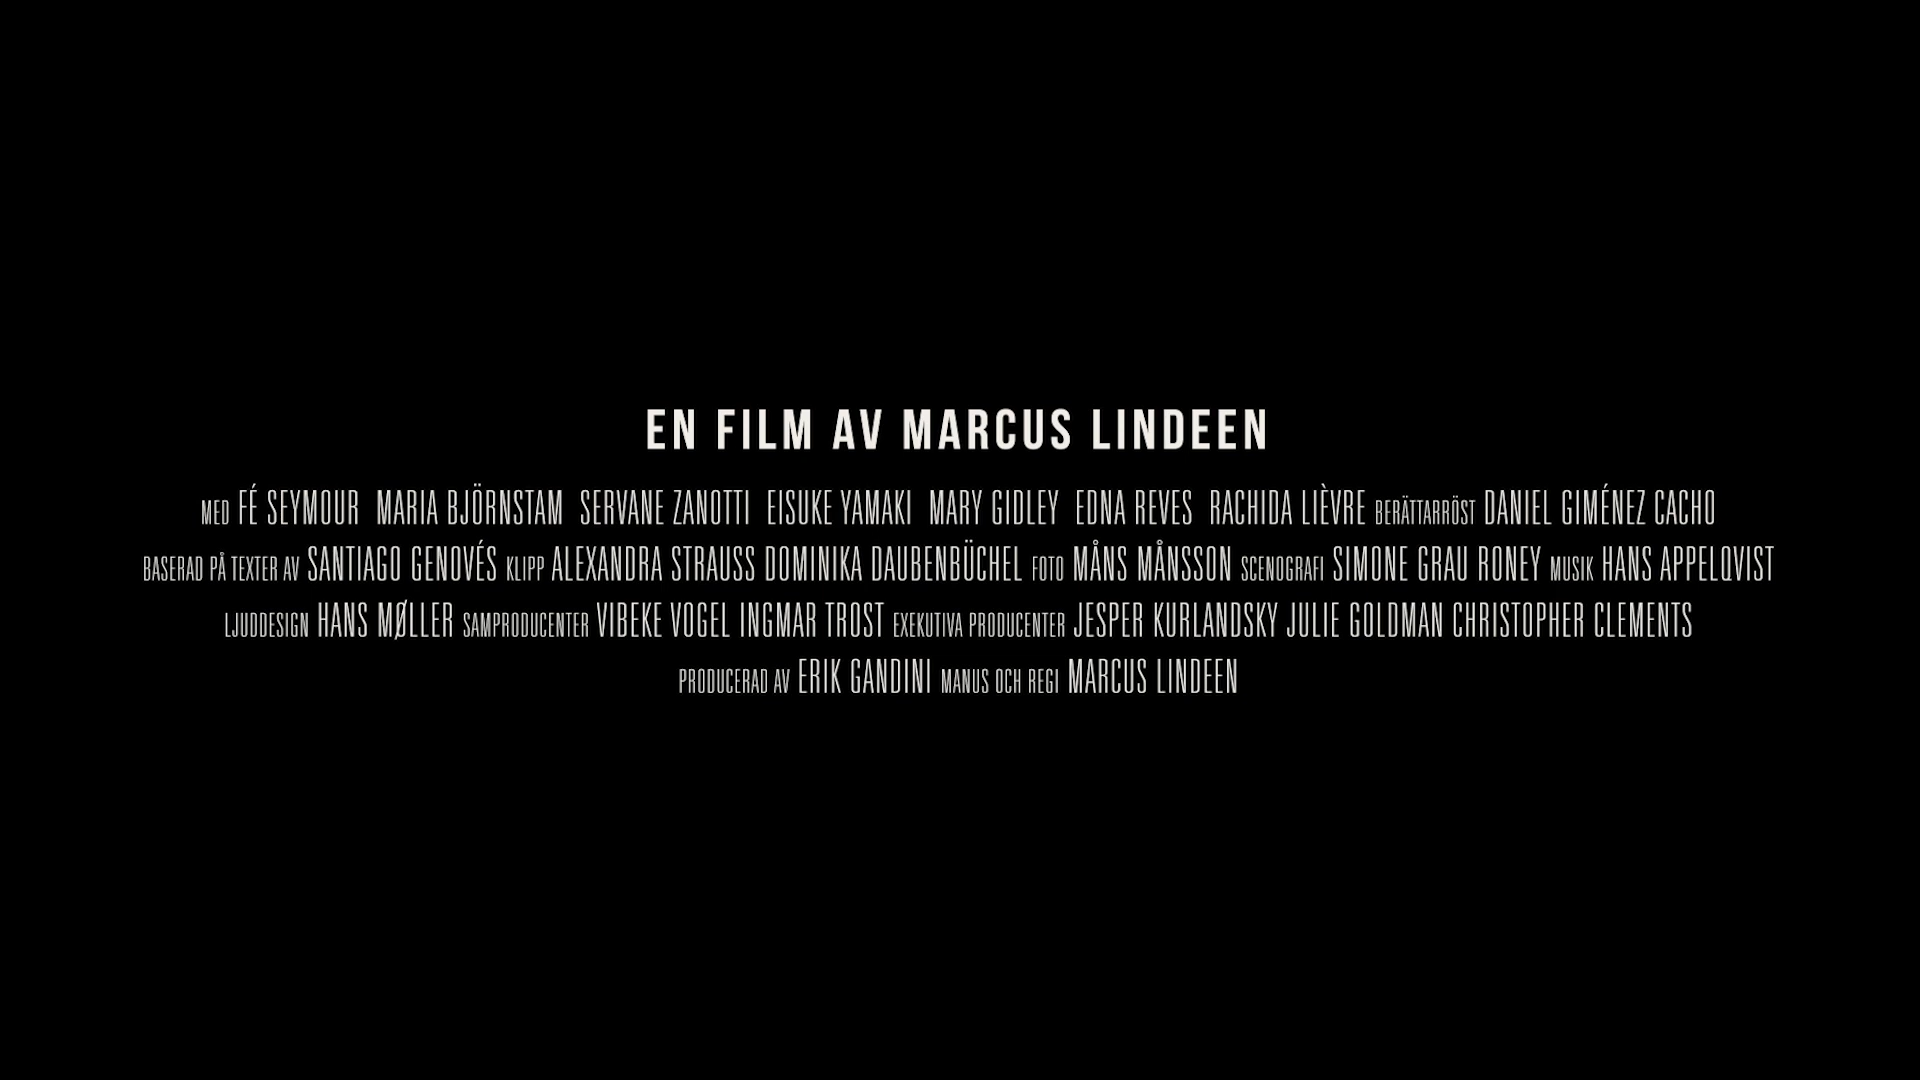 EN FILM AV MARCUS LINDEEN
MED FÉ SEYMOUR MARIA BJÖRNSTAM SERVANE ZANOTTI EISUKE YAMAKI MARY GIDLEY EDNA REVES RACHIDA LIÈVRE BERÄTTARRÖST DANIEL GIMÉNEZ CACHO
BASERAD PÅ TEXTER AV SANTIAGO GENOVÉS KLIPP ALEXANDRA STRAUSS DOMINIKA DAUBENBÜCHEL FOTO MÅNS MÅNSSON SCENOGRAFI SIMONE GRAU RONEY MUSIK HANS APPELQVIST
LJUDDESIGN HANS MØLLER SAMPRODUCENTER VIBEKE VOGEL INGMAR TROST EXEKUTIVA PRODUCENTER JESPER KURLANDSKY JULIE GOLDMAN CHRISTOPHER CLEMENTS
PRODUCERAD AV ERIK GANDINI MANUS OCH REGI MARCUS LINDEEN